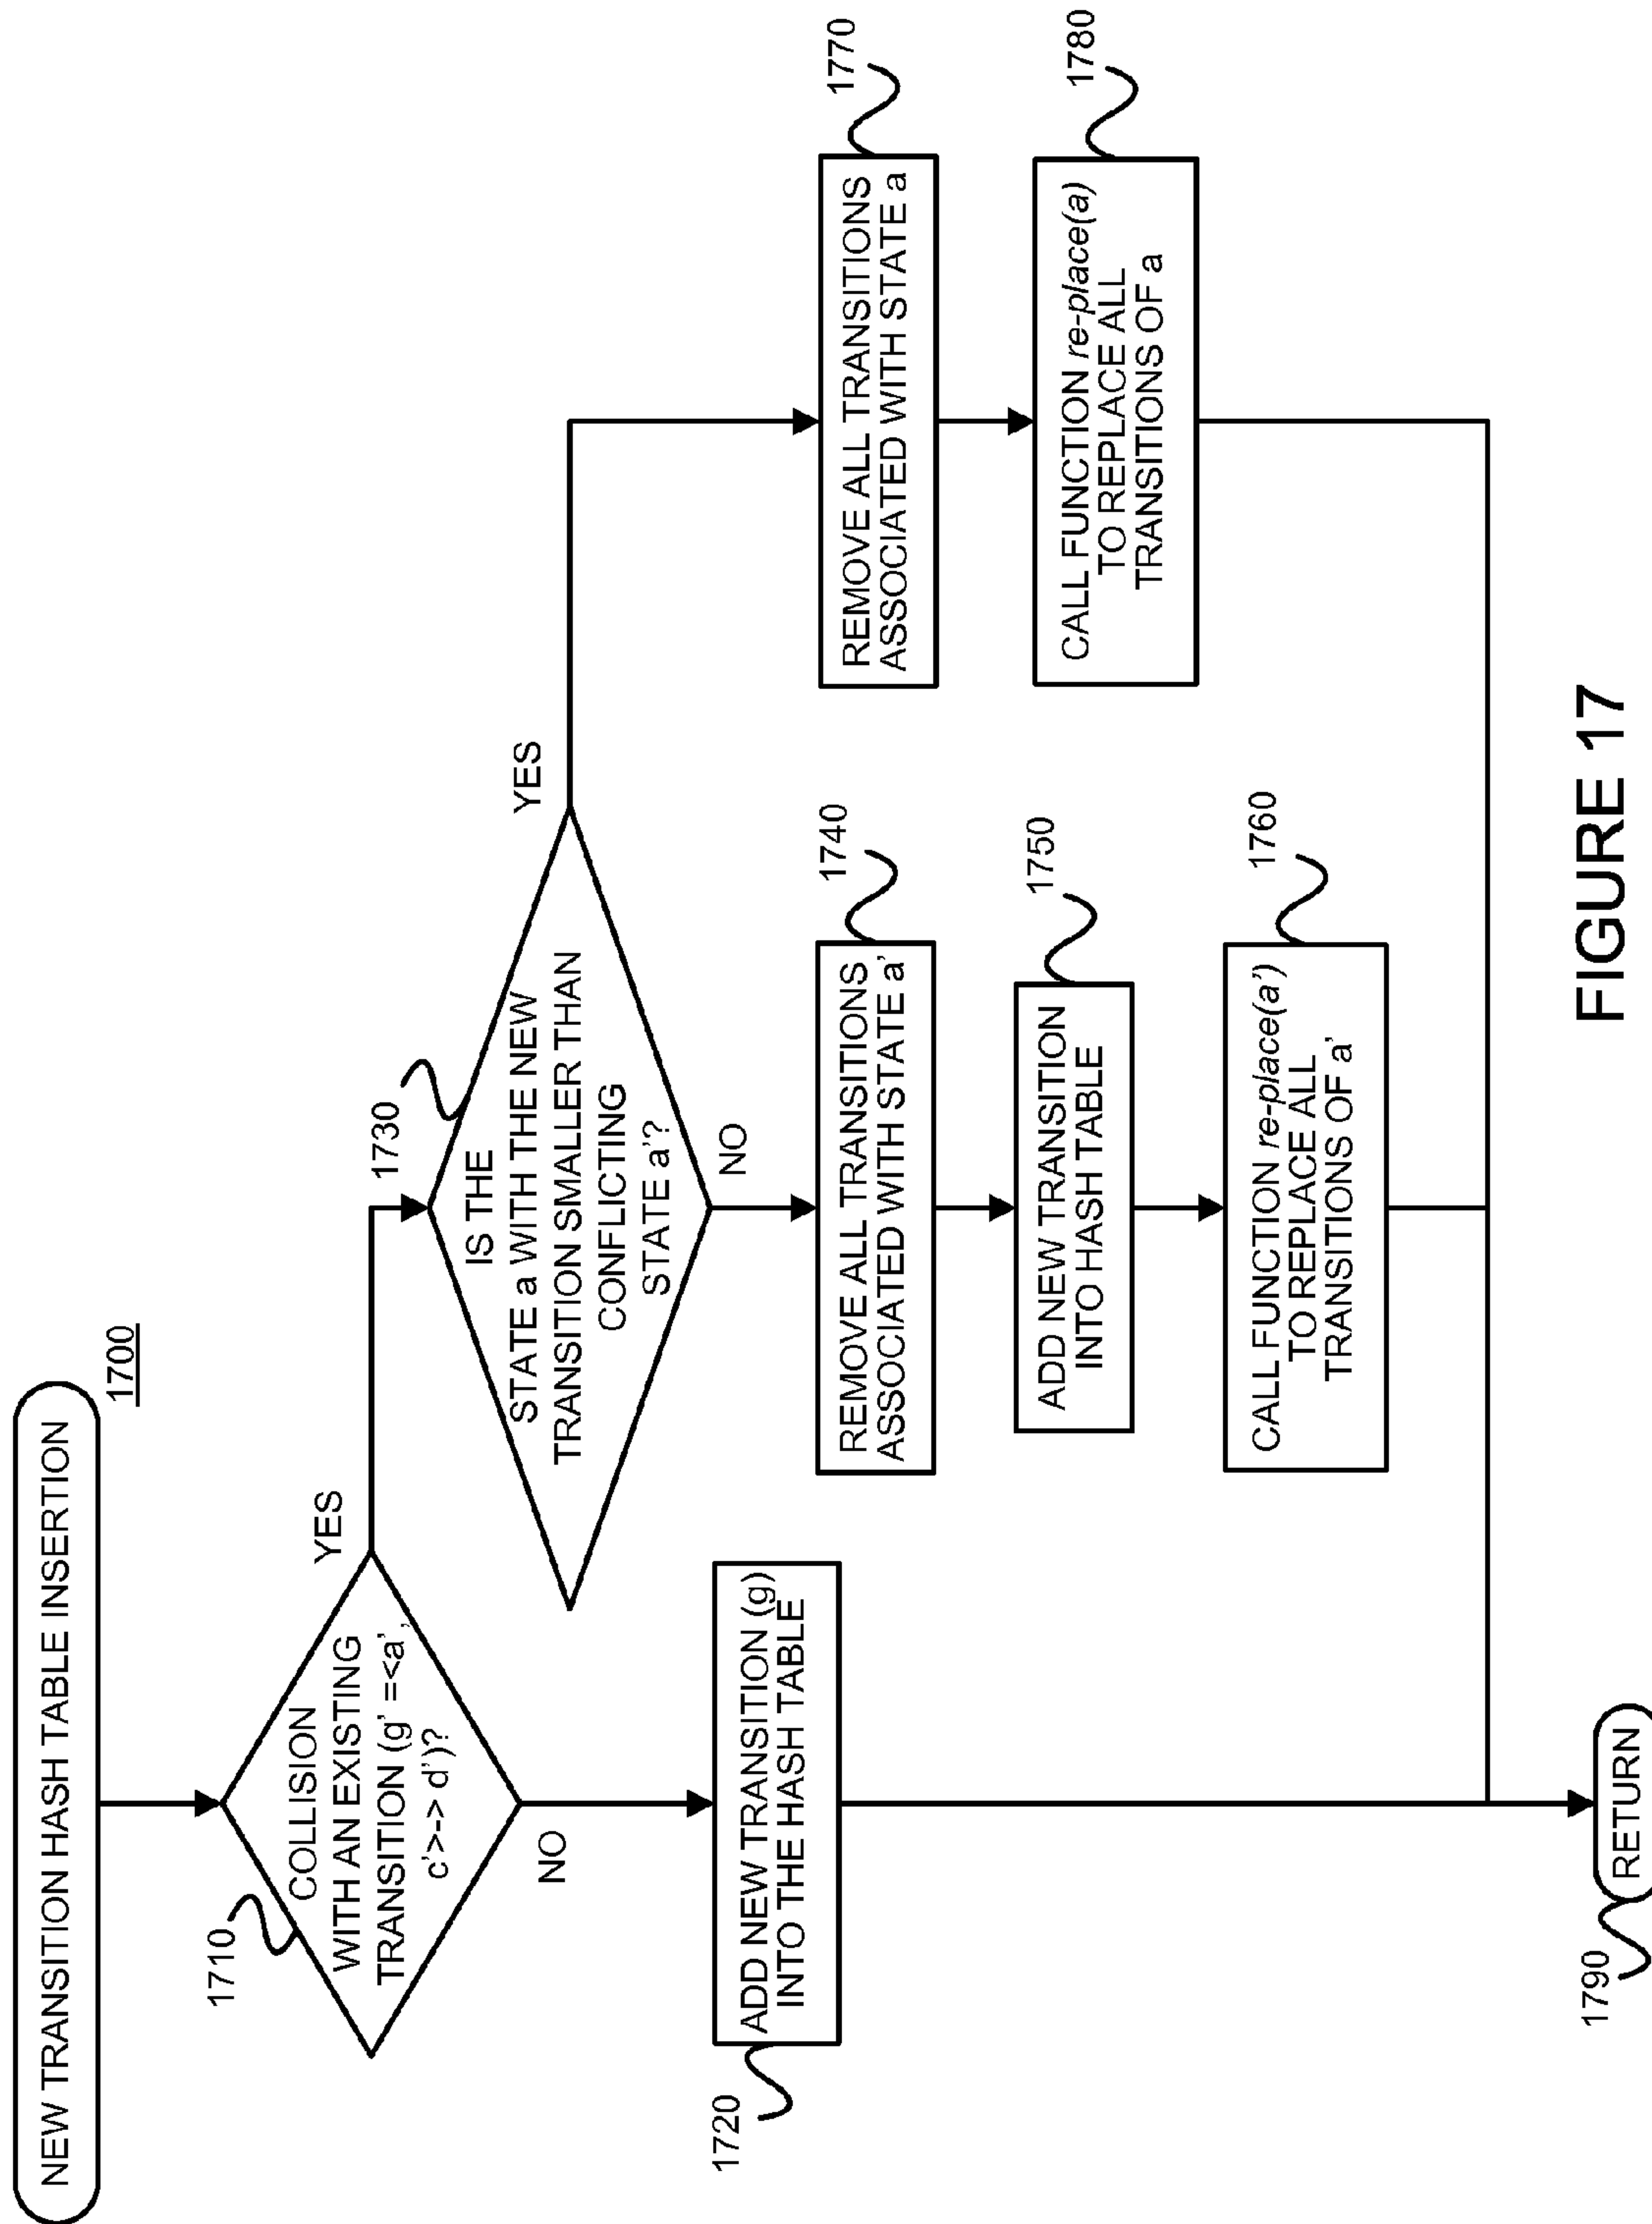 NEW TRANSITION HASH TABLE INSERTION
1700
1710
COLLISION
WITH AN EXISTING
TRANSITION (g' =<a',
c'>-> d')?
YES
NO
1720
ADD NEW TRANSITION (g)
INTO THE HASH TABLE
1730
IS THE
STATE a WITH THE NEW
TRANSITION SMALLER THAN
CONFLICTING
STATE a'?
YES
NO
1740
REMOVE ALL TRANSITIONS
ASSOCIATED WITH STATE a'
1750
ADD NEW TRANSITION
INTO HASH TABLE
1760
CALL FUNCTION re-place(a')
TO REPLACE ALL
TRANSITIONS OF a'
1770
REMOVE ALL TRANSITIONS
ASSOCIATED WITH STATE a
1780
CALL FUNCTION re-place(a)
TO REPLACE ALL
TRANSITIONS OF a
1790
RETURN
FIGURE 17